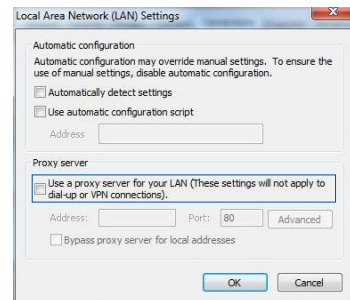 Local Area Network (LAN) Settings
Automatic configuration
Automatic configuration may override manual settings. To ensure the
use of manual settings, disable automatic configuration.
Automatically detect settings
Use automatic configuration script
Address
Proxy server
Use a proxy server for your LAN (These settings will not apply to
dial-up or VPN connections).
Address: Port: 80 Advanced
Bypass proxy server for local addresses
OK Cancel